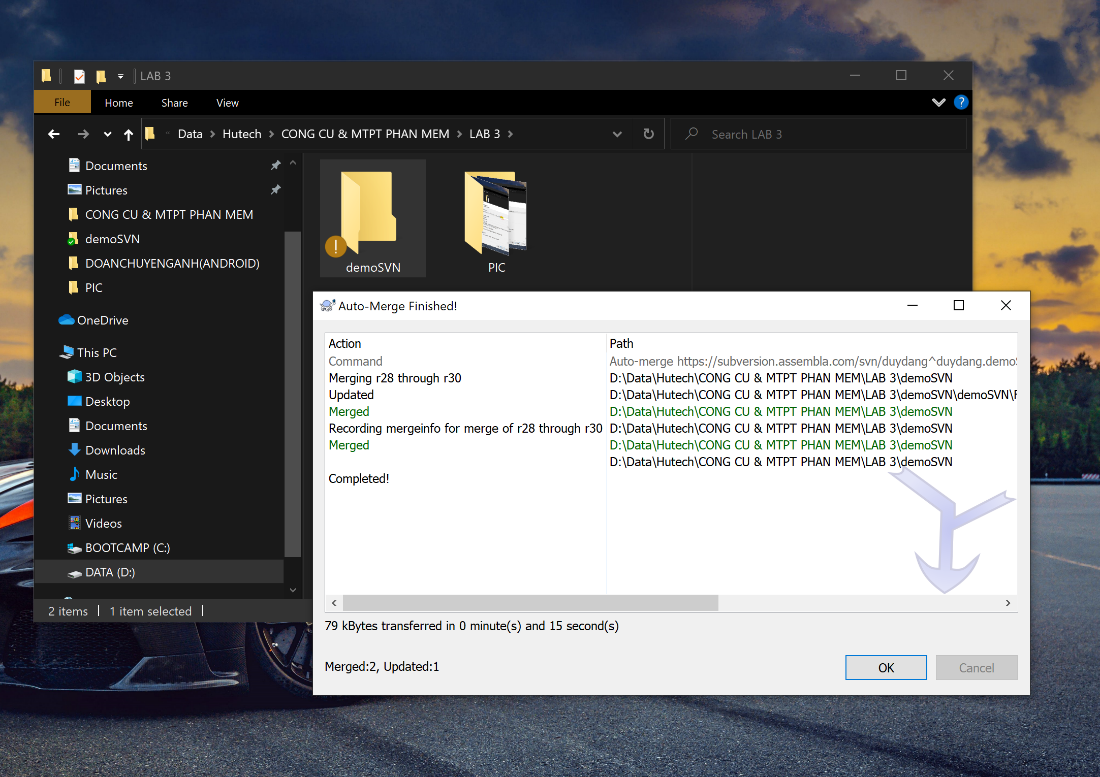 LAB 3
File Home Share View
Data > Hutech > CONG CU & MTPT PHAN MEM > LAB 3 >
Search LAB 3
Documents
Pictures
CONG CU & MTPT PHAN MEM
demoSVN
DOANCHUYENGANH(ANDROID)
PIC
OneDrive
This PC
3D Objects
Desktop
Documents
Downloads
Music
Pictures
Videos
BOOTCAMP (C:)
DATA (D:)
demoSVN
PIC
2 items
1 item selected
Auto-Merge Finished!
Action Path
Command Auto-merge https://subversion.assembla.com/svn/duydang^duydang.demoS
Merging r28 through r30 D:\Data\Hutech\CONG CU & MTPT PHAN MEM\LAB 3\demoSVN
Updated D:\Data\Hutech\CONG CU & MTPT PHAN MEM\LAB 3\demoSVN\demoSVN\
Merged D:\Data\Hutech\CONG CU & MTPT PHAN MEM\LAB 3\demoSVN
Recording mergeinfo for merge of r28 through r30 D:\Data\Hutech\CONG CU & MTPT PHAN MEM\LAB 3\demoSVN
Merged D:\Data\Hutech\CONG CU & MTPT PHAN MEM\LAB 3\demoSVN
D:\Data\Hutech\CONG CU & MTPT PHAN MEM\LAB 3\demoSVN
Completed!
79 kBytes transferred in 0 minute(s) and 15 second(s)
Merged:2, Updated:1
OK Cancel